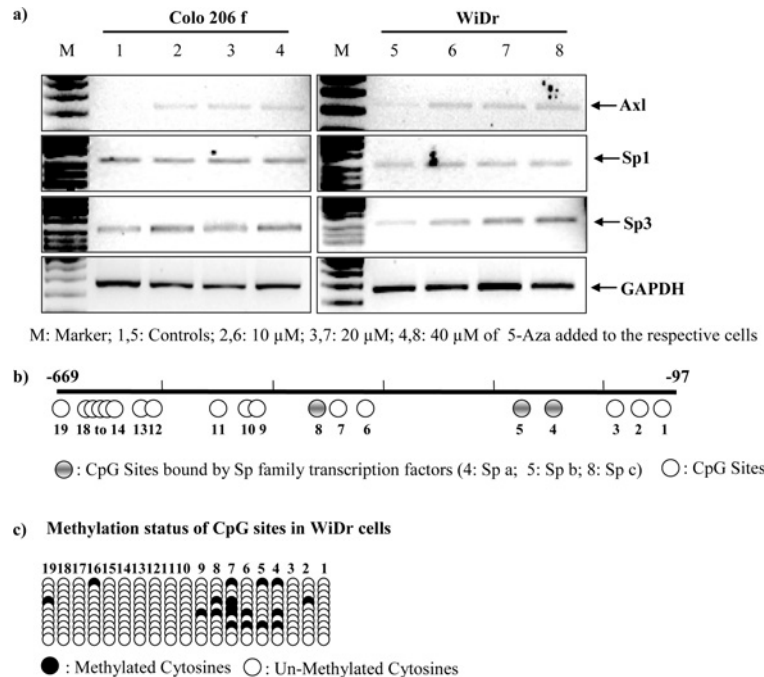 a)
Colo 206 f WiDr
M 1 2 3 4 M 5 6 7 8
Axl
Sp1
Sp3
GAPDH
M: Marker; 1,5: Controls; 2,6: 10 µM; 3,7: 20 µM; 4,8: 40 µM of 5-Aza added to the respective cells
b)
-669 -97
19 18 to 14 13 12 11 10 9 8 7 6 5 4 3 2 1
: CpG Sites bound by Sp family transcription factors (4: Sp a; 5: Sp b; 8: Sp c) : CpG Sites
c) Methylation status of CpG sites in WiDr cells
19 18 17 16 15 14 13 12 11 10 9 8 7 6 5 4 3 2 1
: Methylated Cytosines : Un-Methylated Cytosines